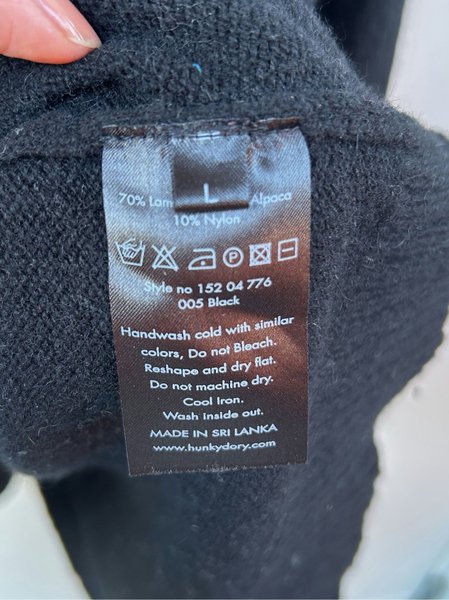 L
70% Lam Alpaca
10% Nylon
P
Style no 152 04 776
005 Black
Handwash cold with similar
colors, Do not Bleach.
Reshape and dry flat.
Do not machine dry.
Cool Iron.
Wash inside out.
MADE IN SRI LANKA
www.hunkydory.com